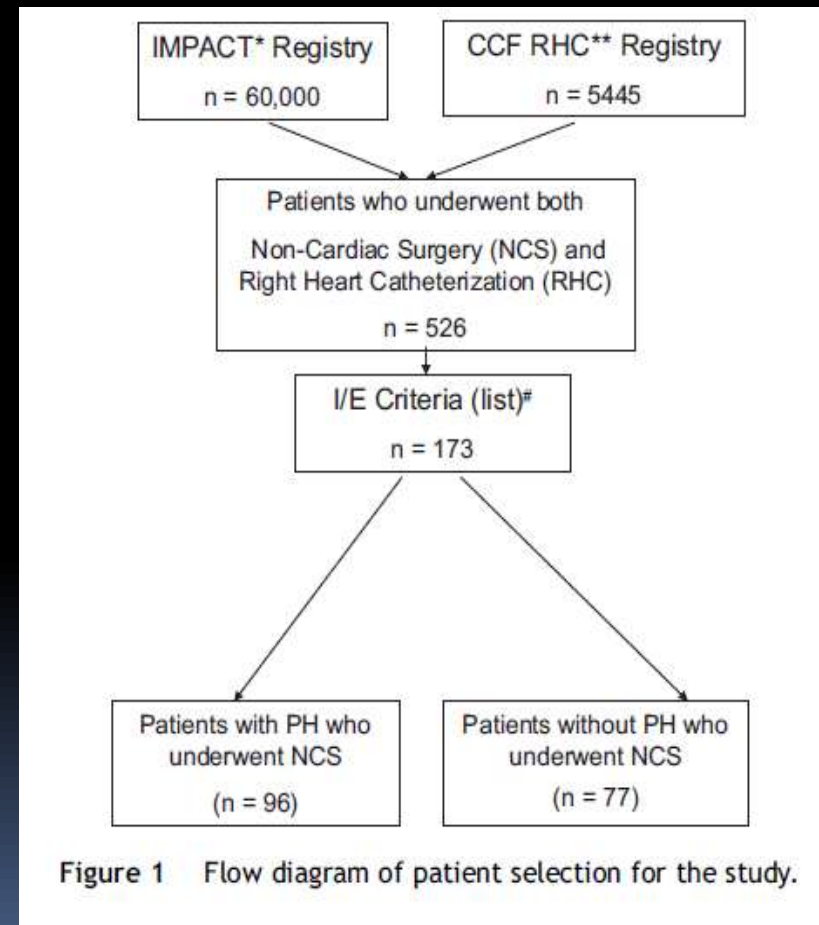 IMPACT* Registry
n = 60,000
CCF RHC** Registry
n = 5445
Patients who underwent both
Non-Cardiac Surgery (NCS) and
Right Heart Catheterization (RHC)
n = 526
I/E Criteria (list)#
n = 173
Patients with PH who
underwent NCS
(n = 96)
Patients without PH who
underwent NCS
(n = 77)
Figure 1 Flow diagram of patient selection for the study.